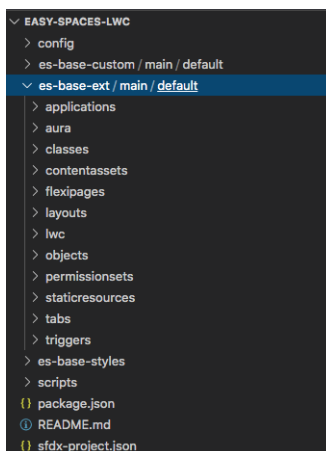 EASY-SPACES-LWC
config
es-base-custom / main / default
es-base-ext / main / default
applications
aura
classes
contentassets
flexipages
layouts
lwc
objects
permissionsets
staticresources
tabs
triggers
es-base-styles
scripts
{} package.json
README.md
{} sfdx-project.json